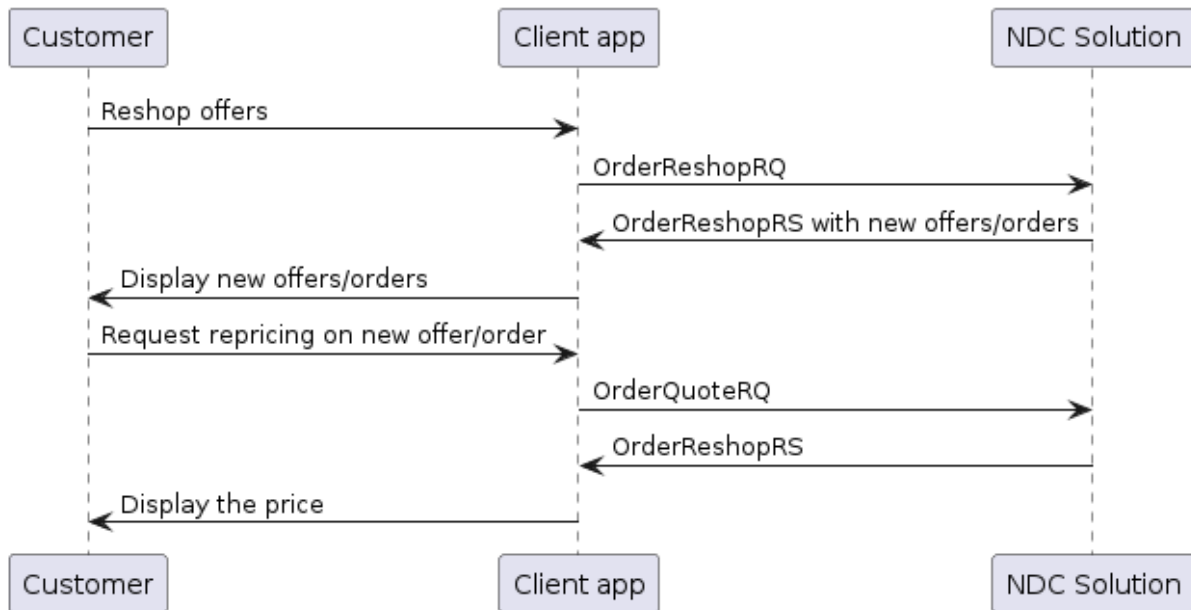 Customer
Client app
NDC Solution
Reshop offers
OrderReshopRQ
OrderReshopRS with new offers/orders
Display new offers/orders
Request repricing on new offer/order
OrderQuoteRQ
OrderReshopRS
Display the price
Customer
Client app
NDC Solution